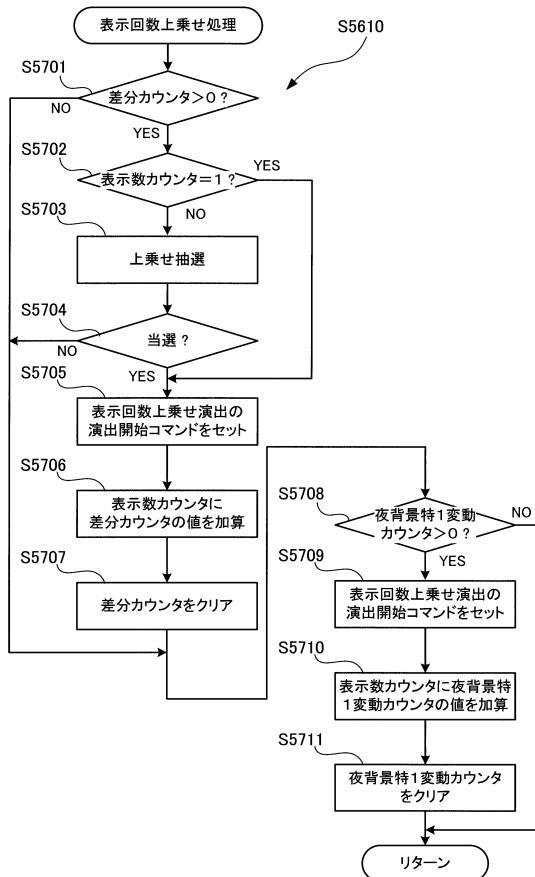 表示回数上乗せ処理
S5610
S5701
差分カウンタ>0?
NO
YES
S5702
表示数カウンタ=1?
YES
NO
S5703
上乗せ抽選
S5704
当選?
NO
YES
S5705
表示回数上乗せ演出の
演出開始コマンドをセット
S5706
表示数カウンタに
差分カウンタの値を加算
S5707
差分カウンタをクリア
S5708
夜背景特1変動
カウンタ>0?
NO
YES
S5709
表示回数上乗せ演出の
演出開始コマンドをセット
S5710
表示数カウンタに夜背景特
1変動カウンタの値を加算
S5711
夜背景特1変動カウンタ
をクリア
リターン